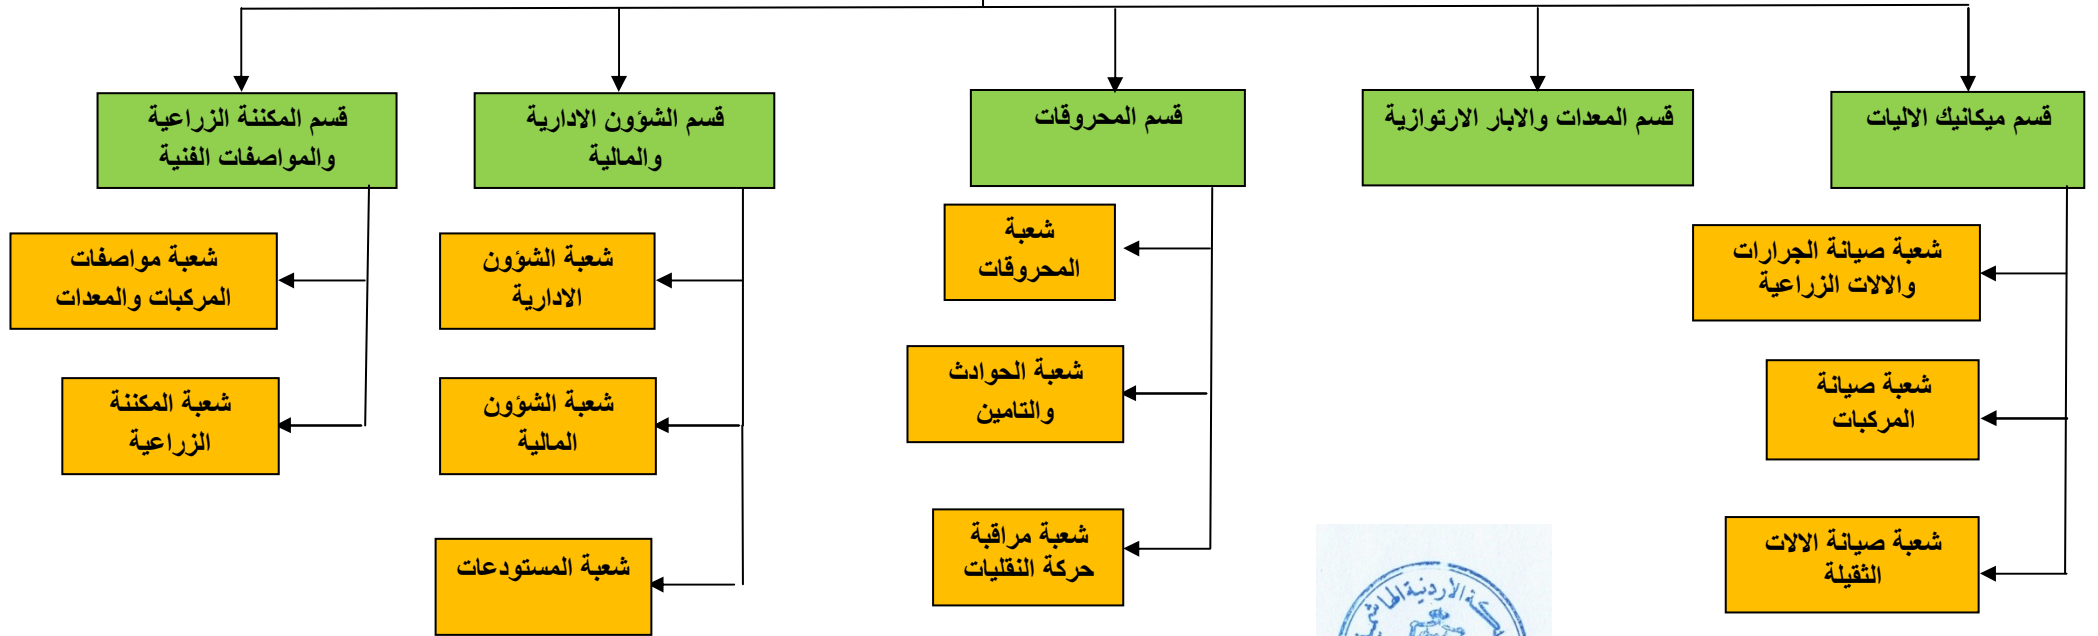 قسم ميكانيك الاليات
قسم المعدات والابار الارتوازية
قسم المحروقات
قسم الشؤون الادارية
والمالية
قسم المكننة الزراعية
والمواصفات الفنية
شعبة صيانة الجرارات
والالات الزراعية
شعبة صيانة
المركبات
شعبة صيانة الالات
الثقيلة
شعبة
المحروقات
شعبة الحوادث
والتامين
شعبة مراقبة
حركة النقليات
شعبة الشؤون
الادارية
شعبة الشؤون
المالية
شعبة المستودعات
شعبة مواصفات
المركبات والمعدات
شعبة المكننة
الزراعية